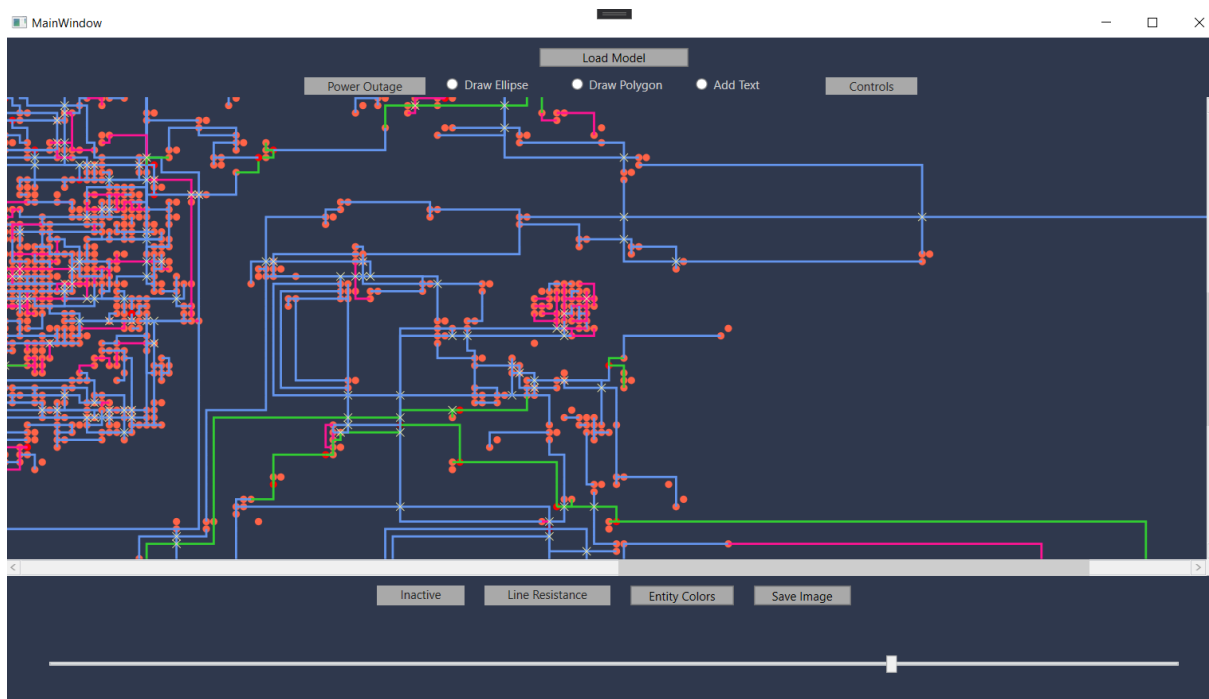 MainWindow
Load Model
Power Outage
Draw Ellipse
Draw Polygon
Add Text
Controls
Inactive
Line Resistance
Entity Colors
Save Image